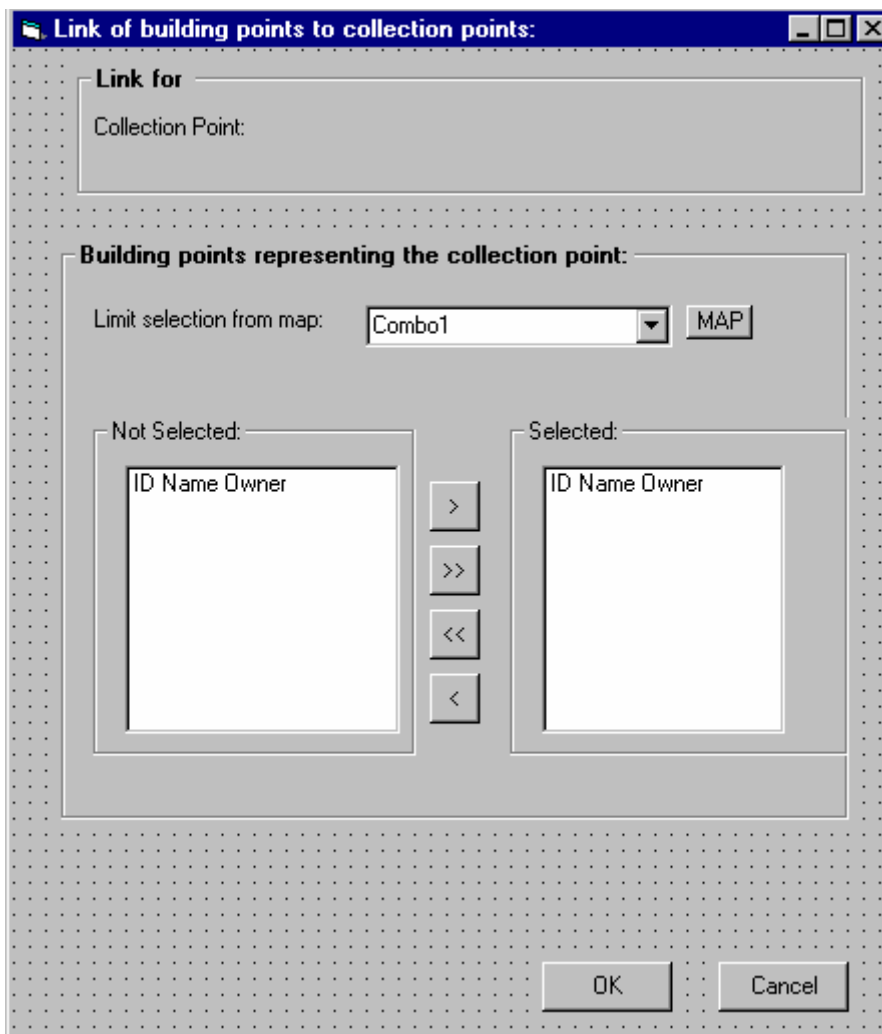 Link of building points to collection points:
Link for
Collection Point:
Building points representing the collection point:
Limit selection from map: Combo1 MAP
Not Selected: Selected:
ID Name Owner ID Name Owner
>
>>
<<
<
OK Cancel